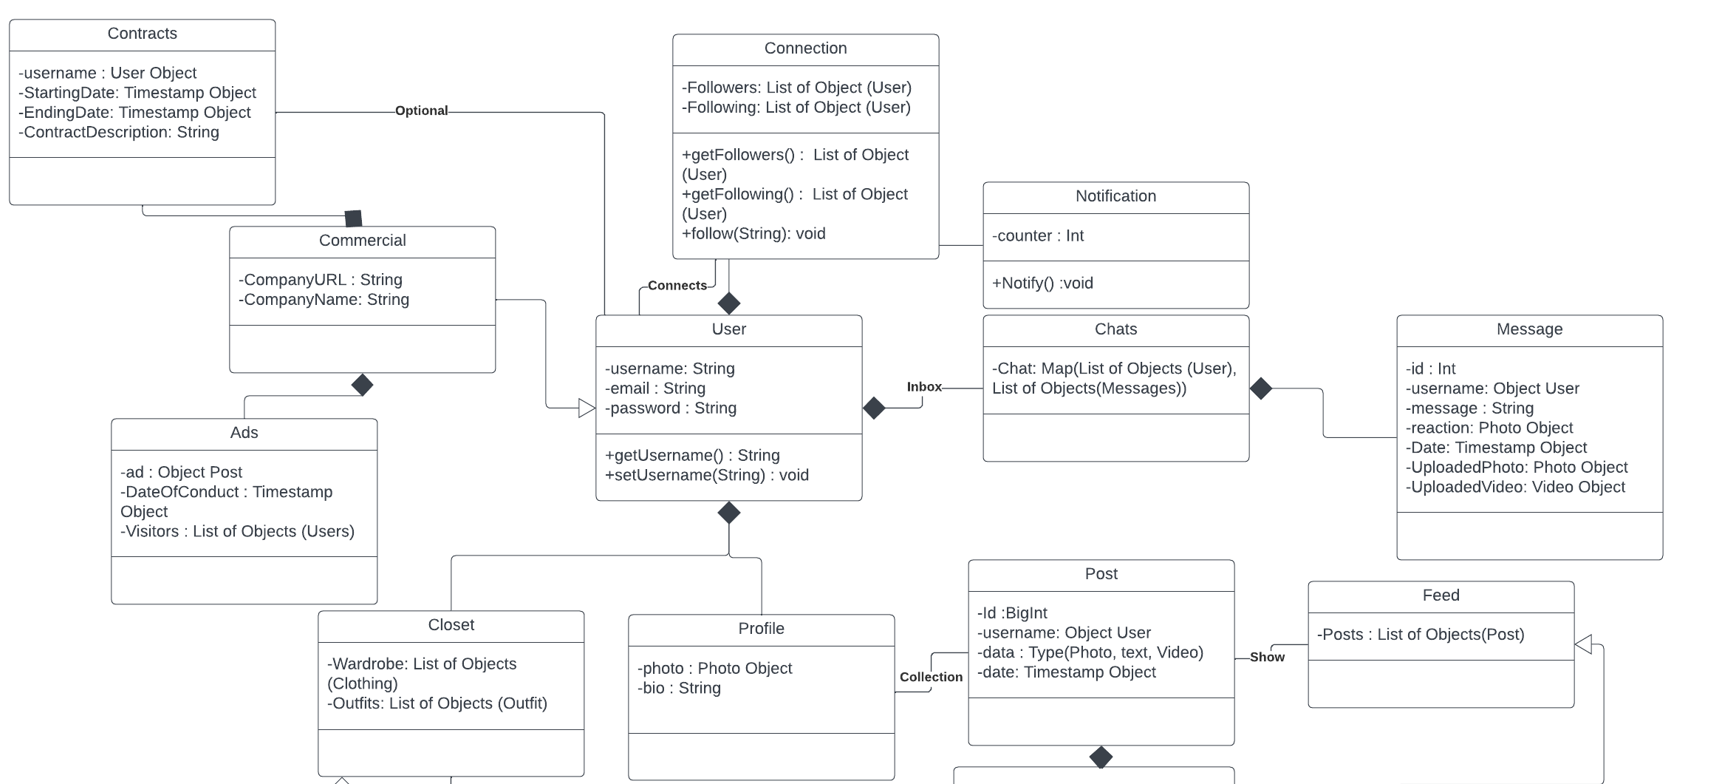 Contracts
-username : User Object
-StartingDate: Timestamp Object
-EndingDate: Timestamp Object
-ContractDescription: String
Optional
Connection
-Followers: List of Object (User)
-Following: List of Object (User)
+getFollowers() :  List of Object
(User)
+getFollowing() :  List of Object
(User)
+follow(String): void
Notification
-counter : Int
+Notify() :void
Commercial
-CompanyURL : String
-CompanyName: String
Connects
User
-username: String
-email : String
-password : String
+getUsername() : String
+setUsername(String) : void
Inbox
Chats
-Chat: Map(List of Objects (User),
List of Objects(Messages))
Message
-id : Int
-username: Object User
-message : String
-reaction: Photo Object
-Date: Timestamp Object
-UploadedPhoto: Photo Object
-UploadedVideo: Video Object
Ads
-ad : Object Post
-DateOfConduct : Timestamp
Object
-Visitors : List of Objects (Users)
Closet
-Wardrobe: List of Objects
(Clothing)
-Outfits: List of Objects (Outfit)
Profile
-photo : Photo Object
-bio : String
Collection
Post
-Id :BigInt
-username: Object User
-data : Type(Photo, text, Video)
-date: Timestamp Object
Show
Feed
-Posts : List of Objects(Post)